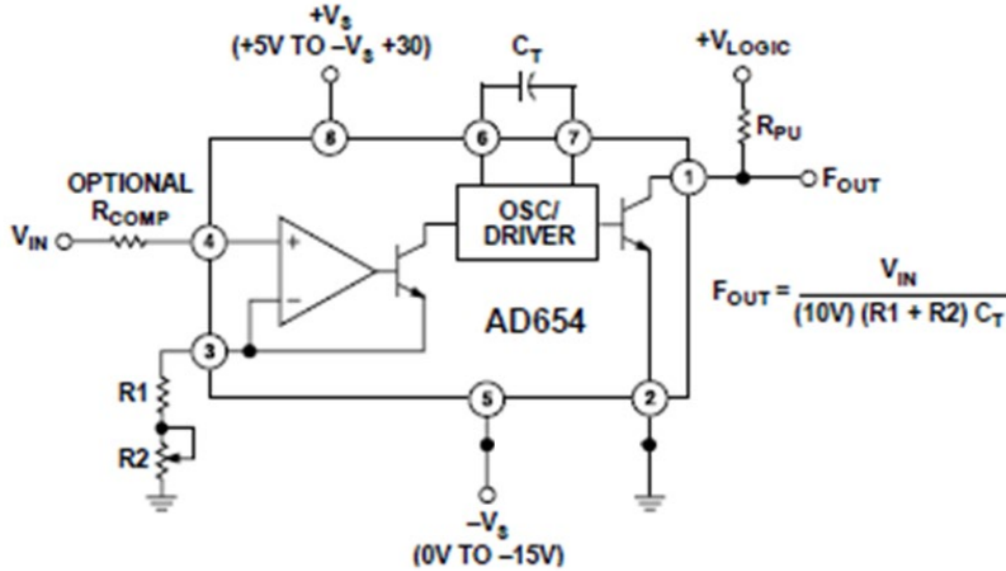 +VS
(+5V TO –VS +30)
CT
+VLOGIC
RPU
8
6
7
1
FOUT
OPTIONAL
RCOMP
VIN
4
+
–
OSC/
DRIVER
AD654
FOUT = VIN / (10V) (R1 + R2) CT
3
R1
R2
5
2
–VS
(0V TO –15V)